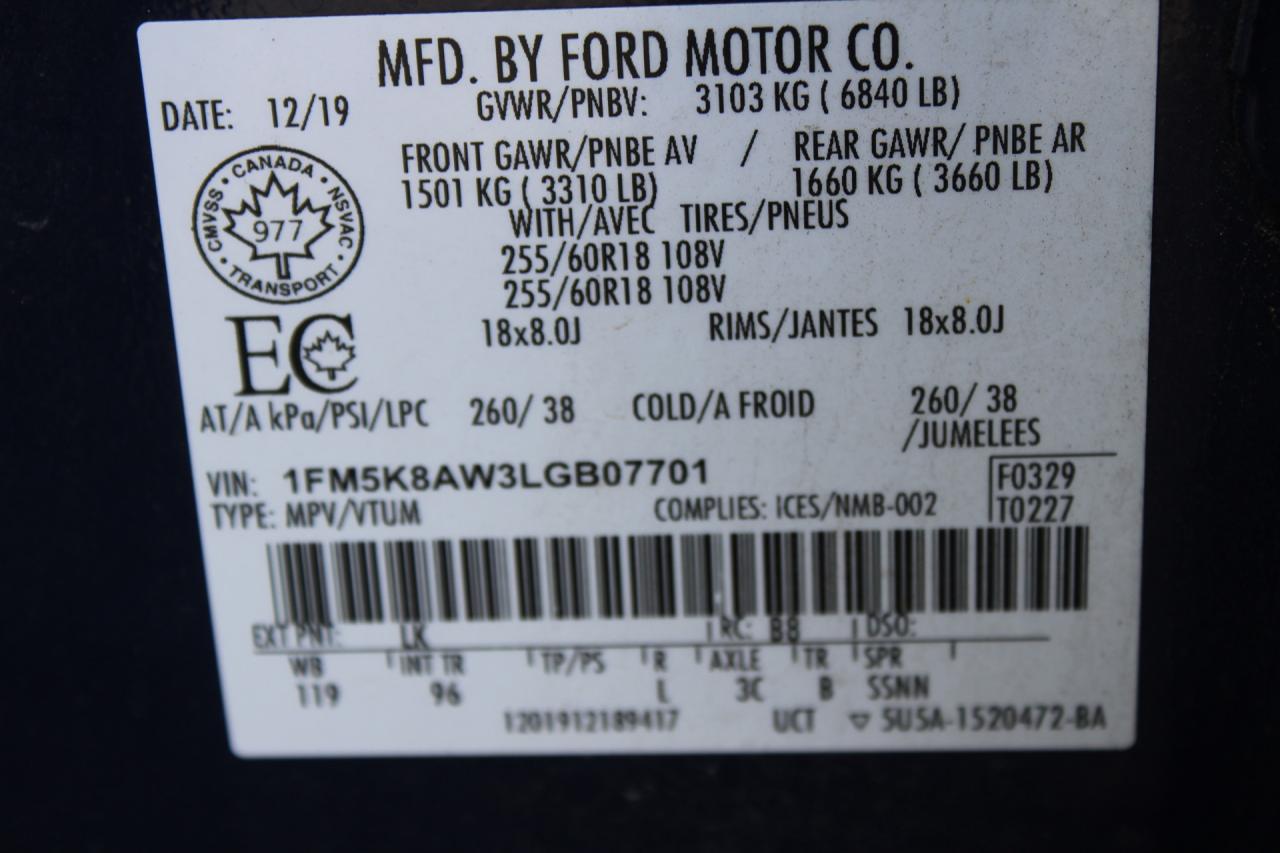 MFD. BY FORD MOTOR CO.
DATE: 12/19 GVWR/PNBV: 3103 KG ( 6840 LB)
FRONT GAWR/PNBE AV / REAR GAWR/ PNBE AR
1501 KG ( 3310 LB) 1660 KG ( 3660 LB)
WITH/AVEC TIRES/PNEUS
255/60R18 108V
255/60R18 108V
18x8.0J RIMS/JANTES 18x8.0J
CMVSS • CANADA • NSVAC • TRANSPORT •
977
EC
AT/A kPa/PSI/LPC 260/ 38 COLD/A FROID 260/ 38
/JUMELEES
VIN: 1FM5K8AW3LGB07701 F0329
TYPE: MPV/VTUM COMPLIES: ICES/NMB-002 T0227
EXT PNT: LK RC: B8 DSO:
WB INT TR TP/PS R AXLE TR SPR
119 96 L 3C B SSNN
1201912189417 UCT ▽ 5U5A-1520472-BA